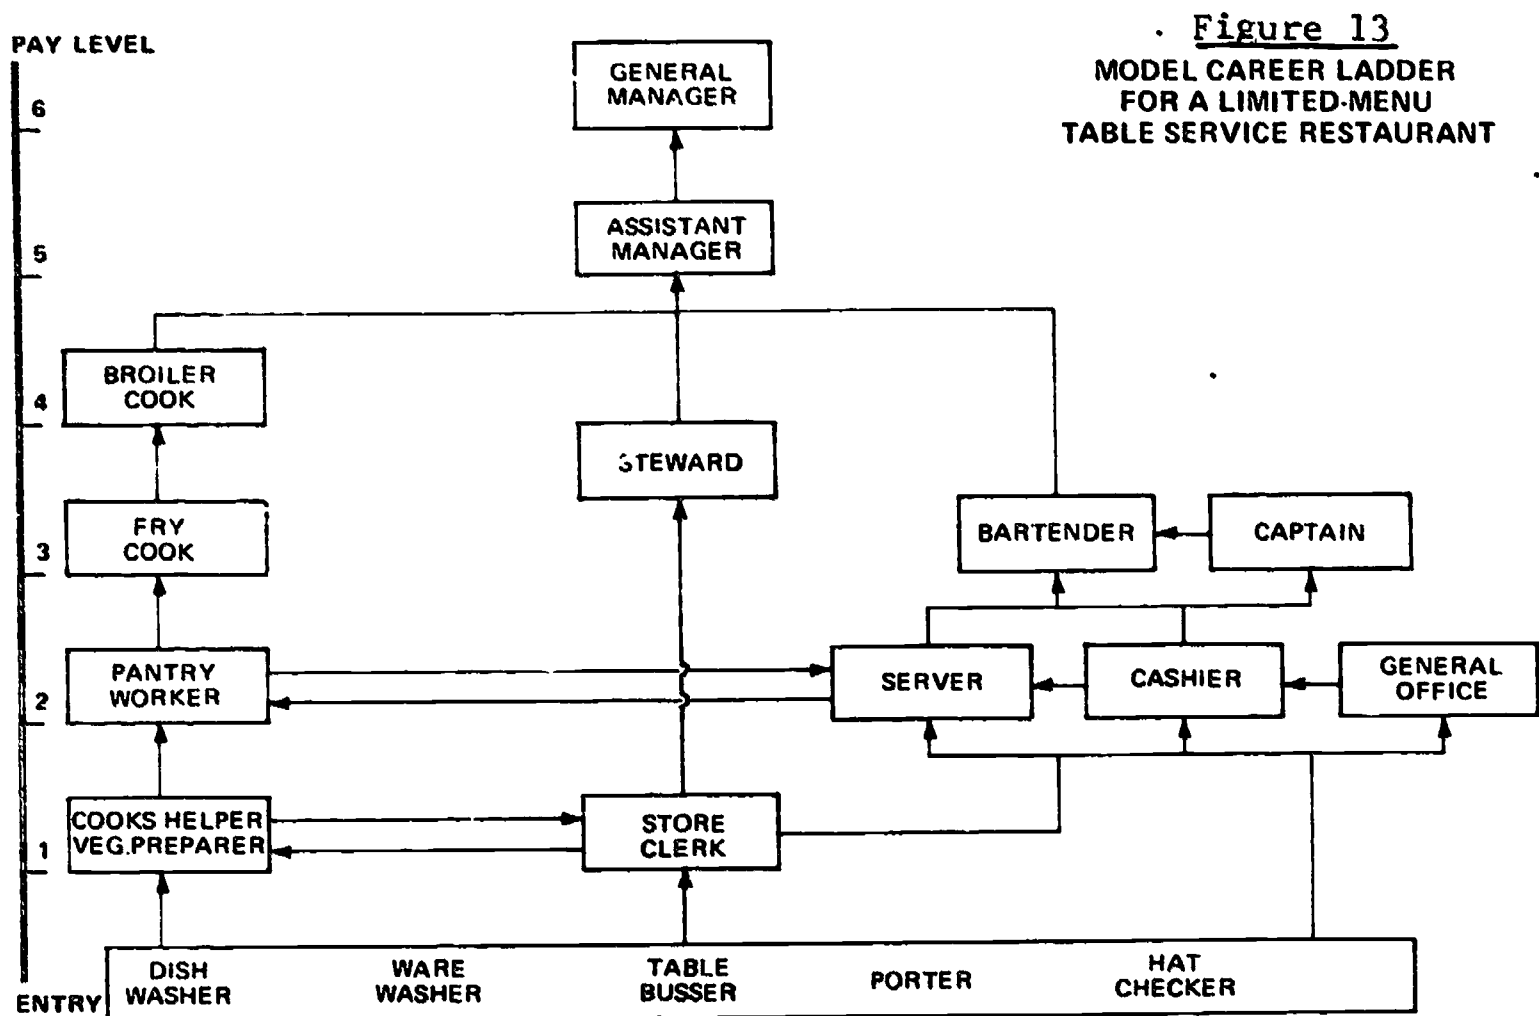 Figure 13
MODEL CAREER LADDER
FOR A LIMITED-MENU
TABLE SERVICE RESTAURANT
PAY LEVEL
6
GENERAL
MANAGER
5
ASSISTANT
MANAGER
4
BROILER
COOK
STEWARD
3
FRY
COOK
BARTENDER
CAPTAIN
2
PANTRY
WORKER
SERVER
CASHIER
GENERAL
OFFICE
1
COOKS HELPER
VEG.PREPARER
STORE
CLERK
ENTRY
DISH
WASHER
WARE
WASHER
TABLE
BUSSER
PORTER
HAT
CHECKER